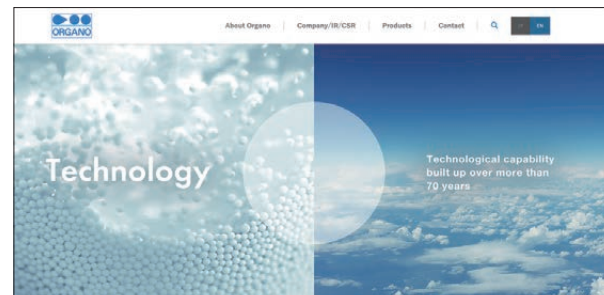 ORGANO
About Organo
Company/IR/CSR
Products
Contact
EN
Technology
Technological capability
built up over more than
70 years